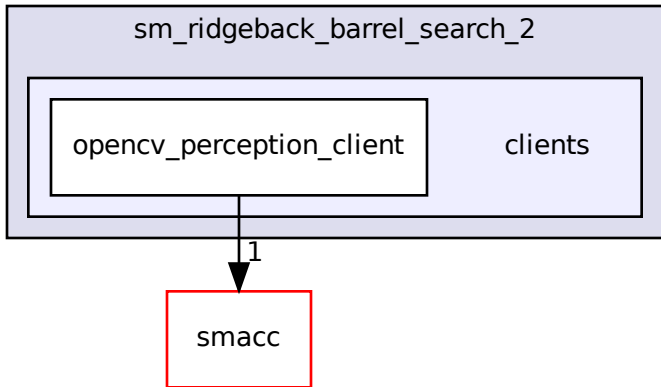 sm_ridgeback_barrel_search_2
opencv_perception_client
clients
1
smacc